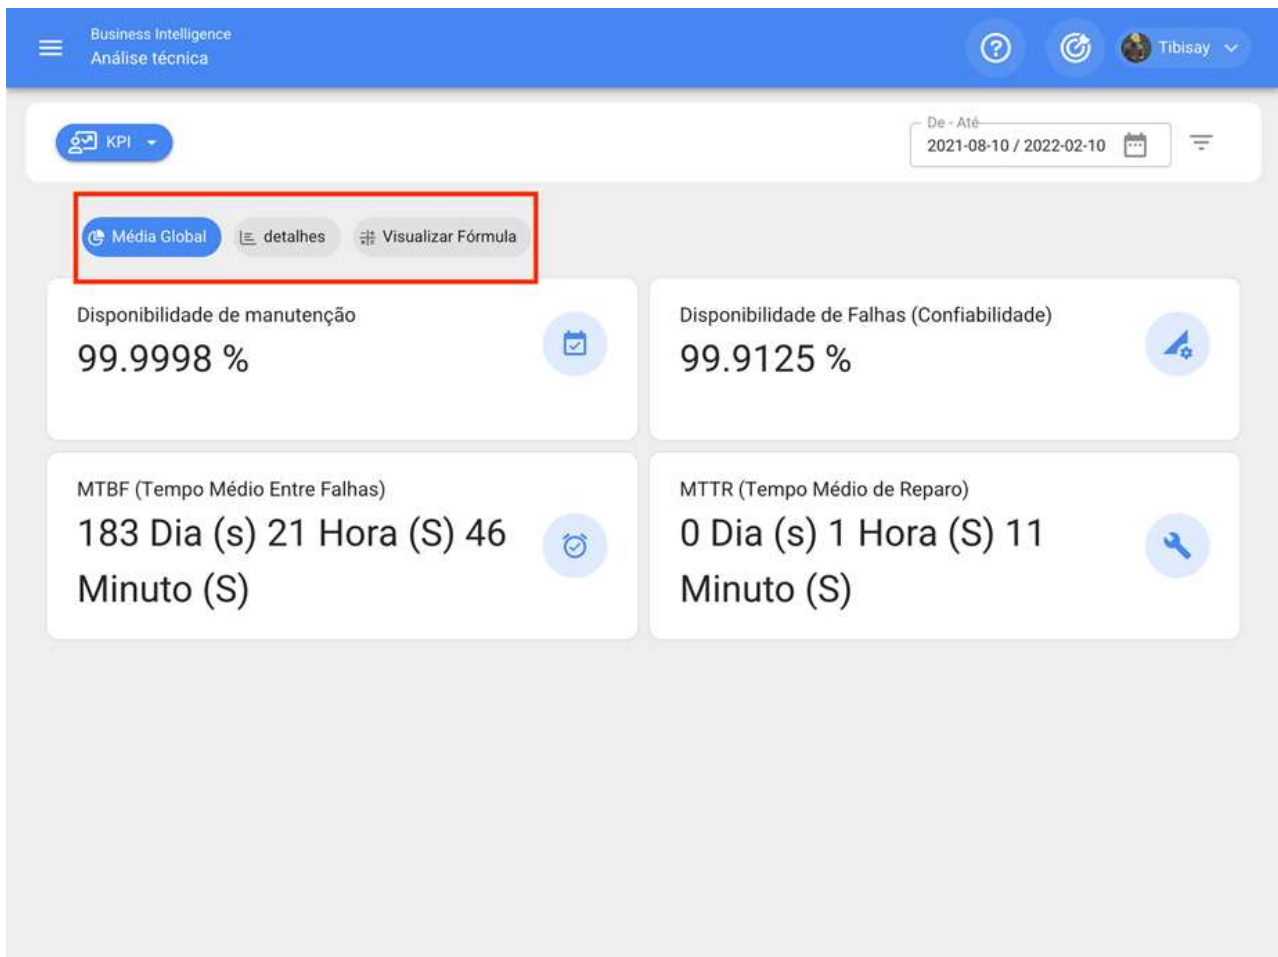 Business Intelligence
Análise técnica
Tibisay
KPI
De - Até
2021-08-10 / 2022-02-10
Média Global
detalhes
Visualizar Fórmula
Disponibilidade de manutenção
99.9998 %
Disponibilidade de Falhas (Confiabilidade)
99.9125 %
MTBF (Tempo Médio Entre Falhas)
183 Dia (s) 21 Hora (S) 46
Minuto (S)
MTTR (Tempo Médio de Reparo)
0 Dia (s) 1 Hora (S) 11
Minuto (S)